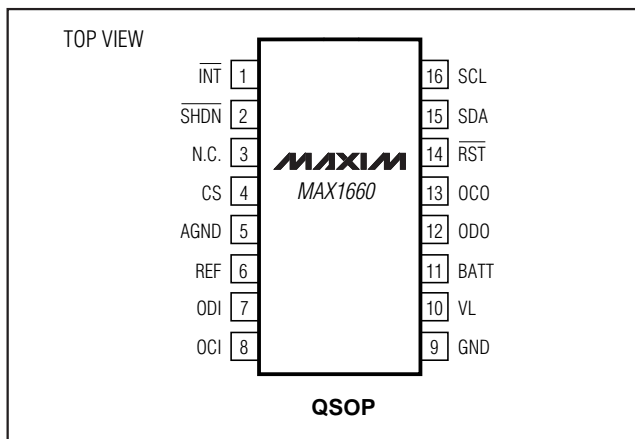 TOP VIEW
INT 1
SHDN 2
N.C. 3
CS 4
AGND 5
REF 6
ODI 7
OCI 8
MAXIM
MAX1660
16 SCL
15 SDA
14 RST
13 OCO
12 ODO
11 BATT
10 VL
9 GND
QSOP